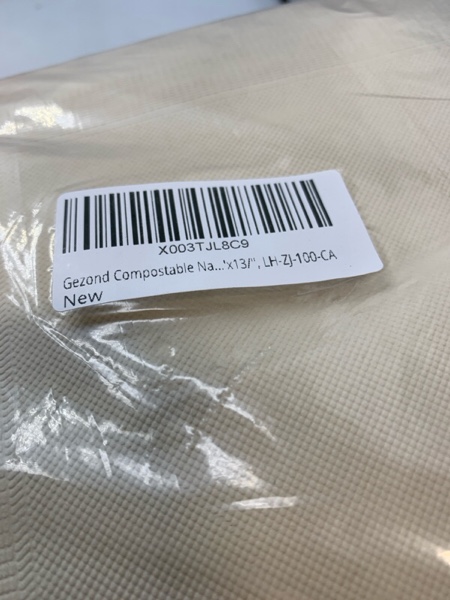 X003TJL8C9
Gezond Compostable Na...'x13/", LH-ZJ-100-CA
New